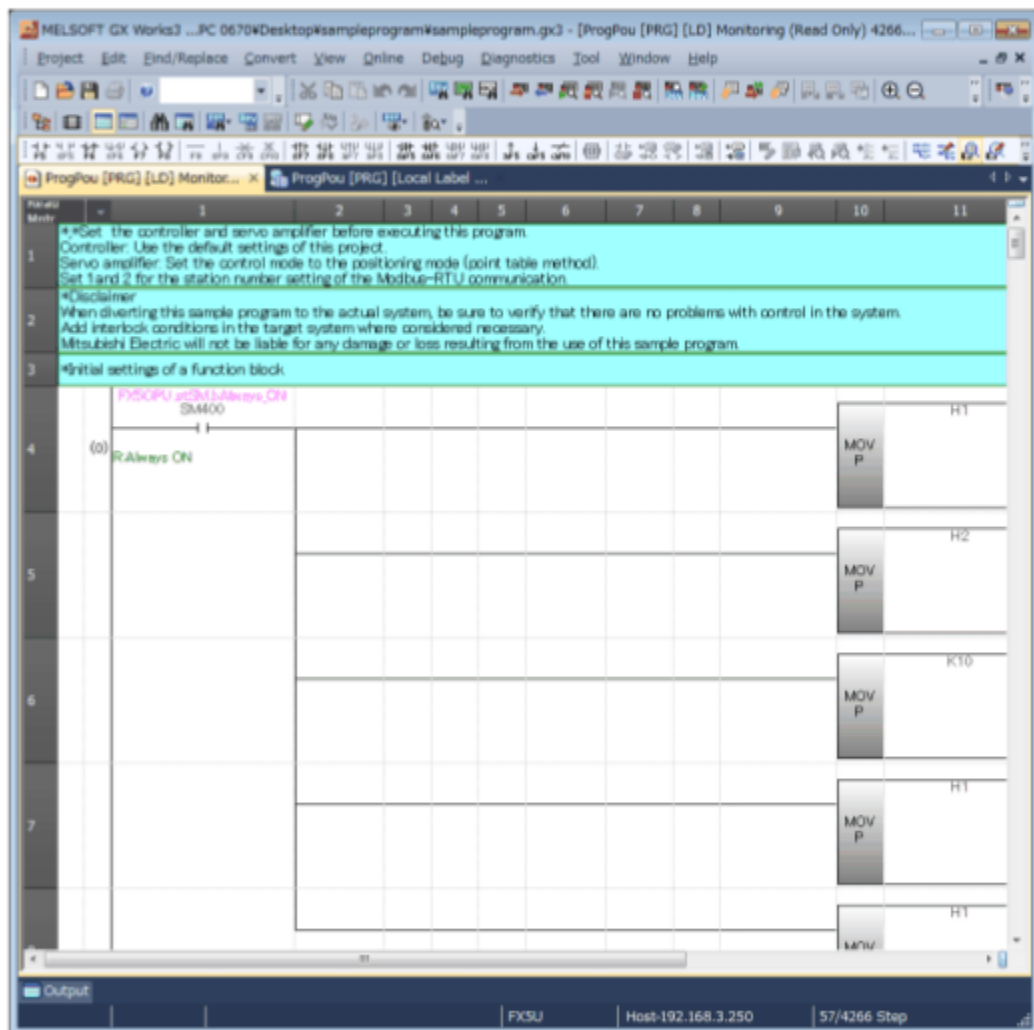 MELSOFT GX Works3 ...PC 0670¥Desktop¥sampleprogram¥sampleprogram.gx3 - [ProgPou [PRG] [LD] Monitoring (Read Only) 4266...
Project Edit Find/Replace Convert View Online Debug Diagnostics Tool Window Help
ProgPou [PRG] [LD] Monitor... ProgPou [PRG] [Local Label ...
1 2 3 4 5 6 7 8 9 10 11
1
*,*Set the controller and servo amplifier before executing this program.
Controller: Use the default settings of this project.
Servo amplifier: Set the control mode to the positioning mode (point table method).
Set 1and 2 for the station number setting of the Modbus-RTU communication.
2
*Disclaimer
When diverting this sample program to the actual system, be sure to verify that there are no problems with control in the system.
Add interlock conditions in the target system where considered necessary.
Mitsubishi Electric will not be liable for any damage or loss resulting from the use of this sample program.
3 *Initial settings of a function block.
SM400
H1
4 (0) MOV
R:Always ON P
H2
5 MOV
P
K10
6 MOV
P
H1
7 MOV
P
H1
MOV
Output
FX5U Host-192.168.3.250 57/4266 Step